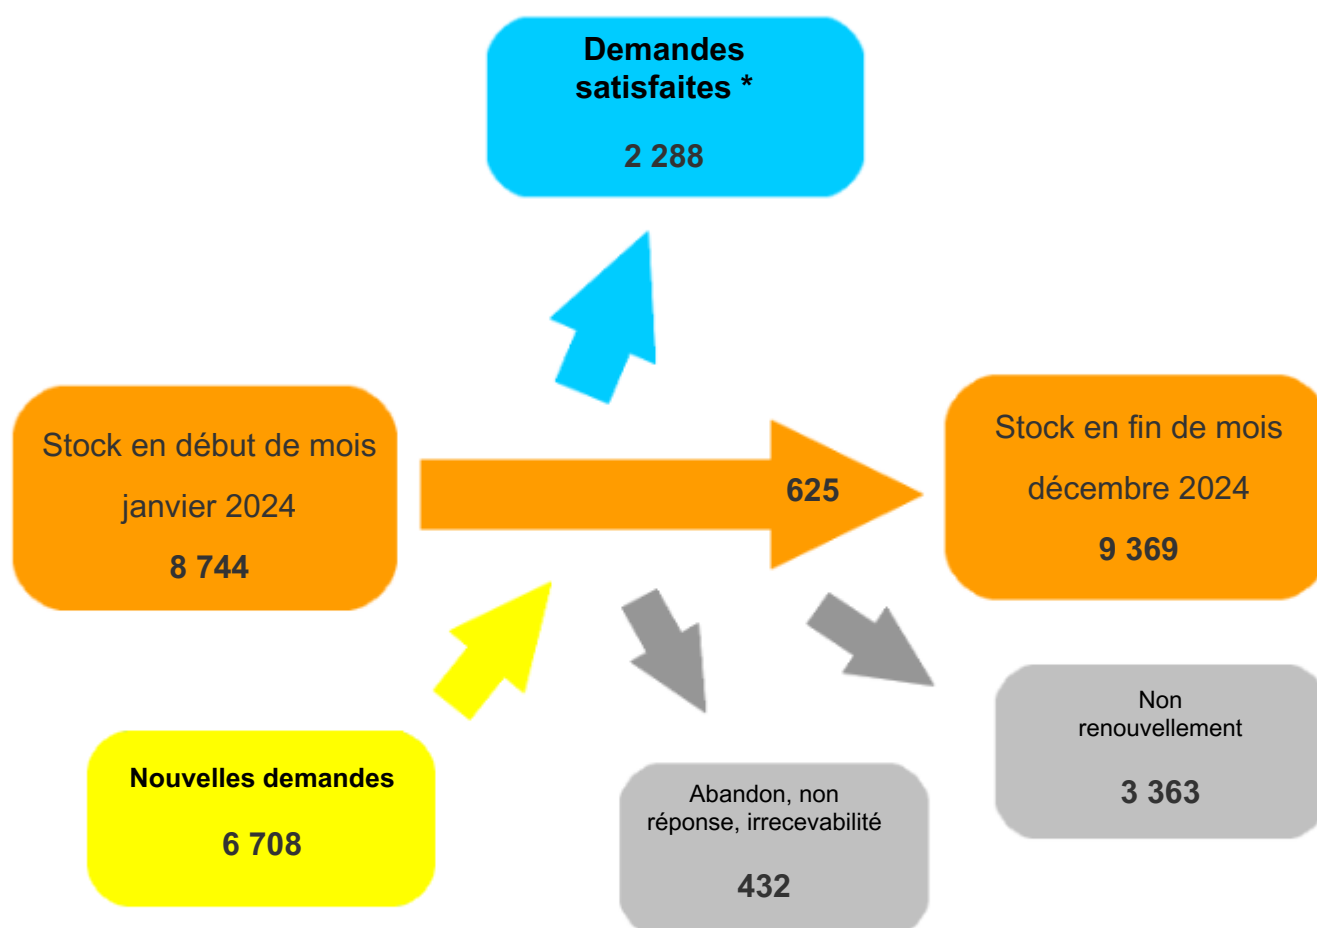 Demandes
satisfaites *
2 288
Stock en début de mois
janvier 2024
8 744
625
Stock en fin de mois
décembre 2024
9 369
Nouvelles demandes
6 708
Abandon, non
réponse, irrecevabilité
432
Non
renouvellement
3 363